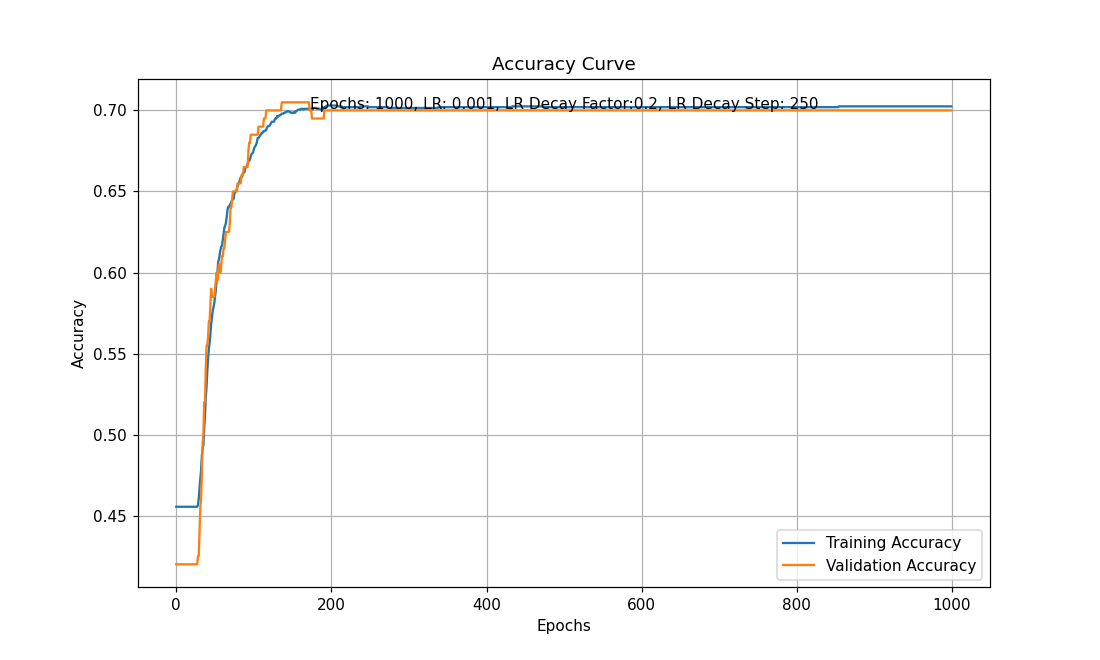 Accuracy Curve
Epochs: 1000, LR: 0.001, LR Decay Factor:0.2, LR Decay Step: 250
0.70
0.65
0.60
0.55
0.50
0.45
Accuracy
Training Accuracy
Validation Accuracy
0 200 400 600 800 1000
Epochs